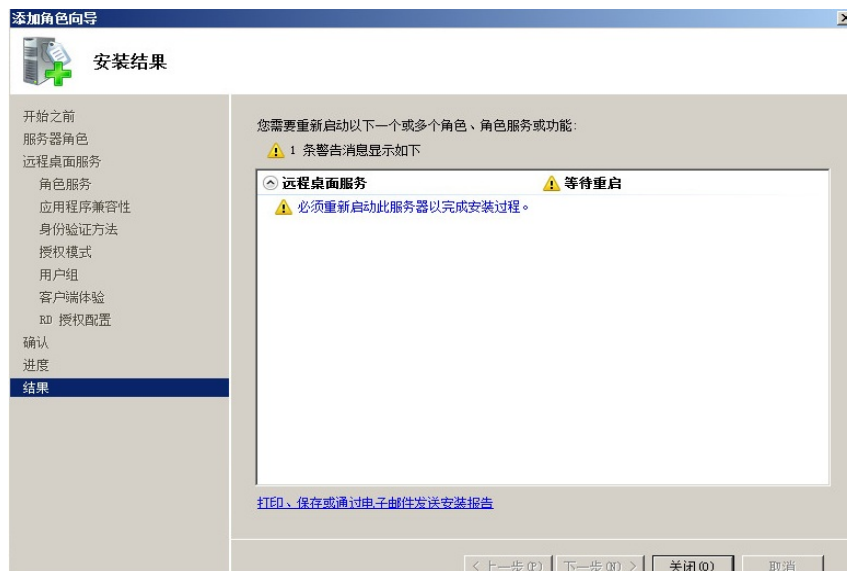 添加角色向导
安装结果
开始之前
服务器角色
远程桌面服务
角色服务
应用程序兼容性
身份验证方法
授权模式
用户组
客户端体验
RD 授权配置
确认
进度
结果
您需要重新启动以下一个或多个角色、角色服务或功能:
1 条警告消息显示如下
远程桌面服务 等待重启
必须重新启动此服务器以完成安装过程。
打印、保存或通过电子邮件发送安装报告
< 上一步(P) 下一步(N) > 关闭(O) 取消